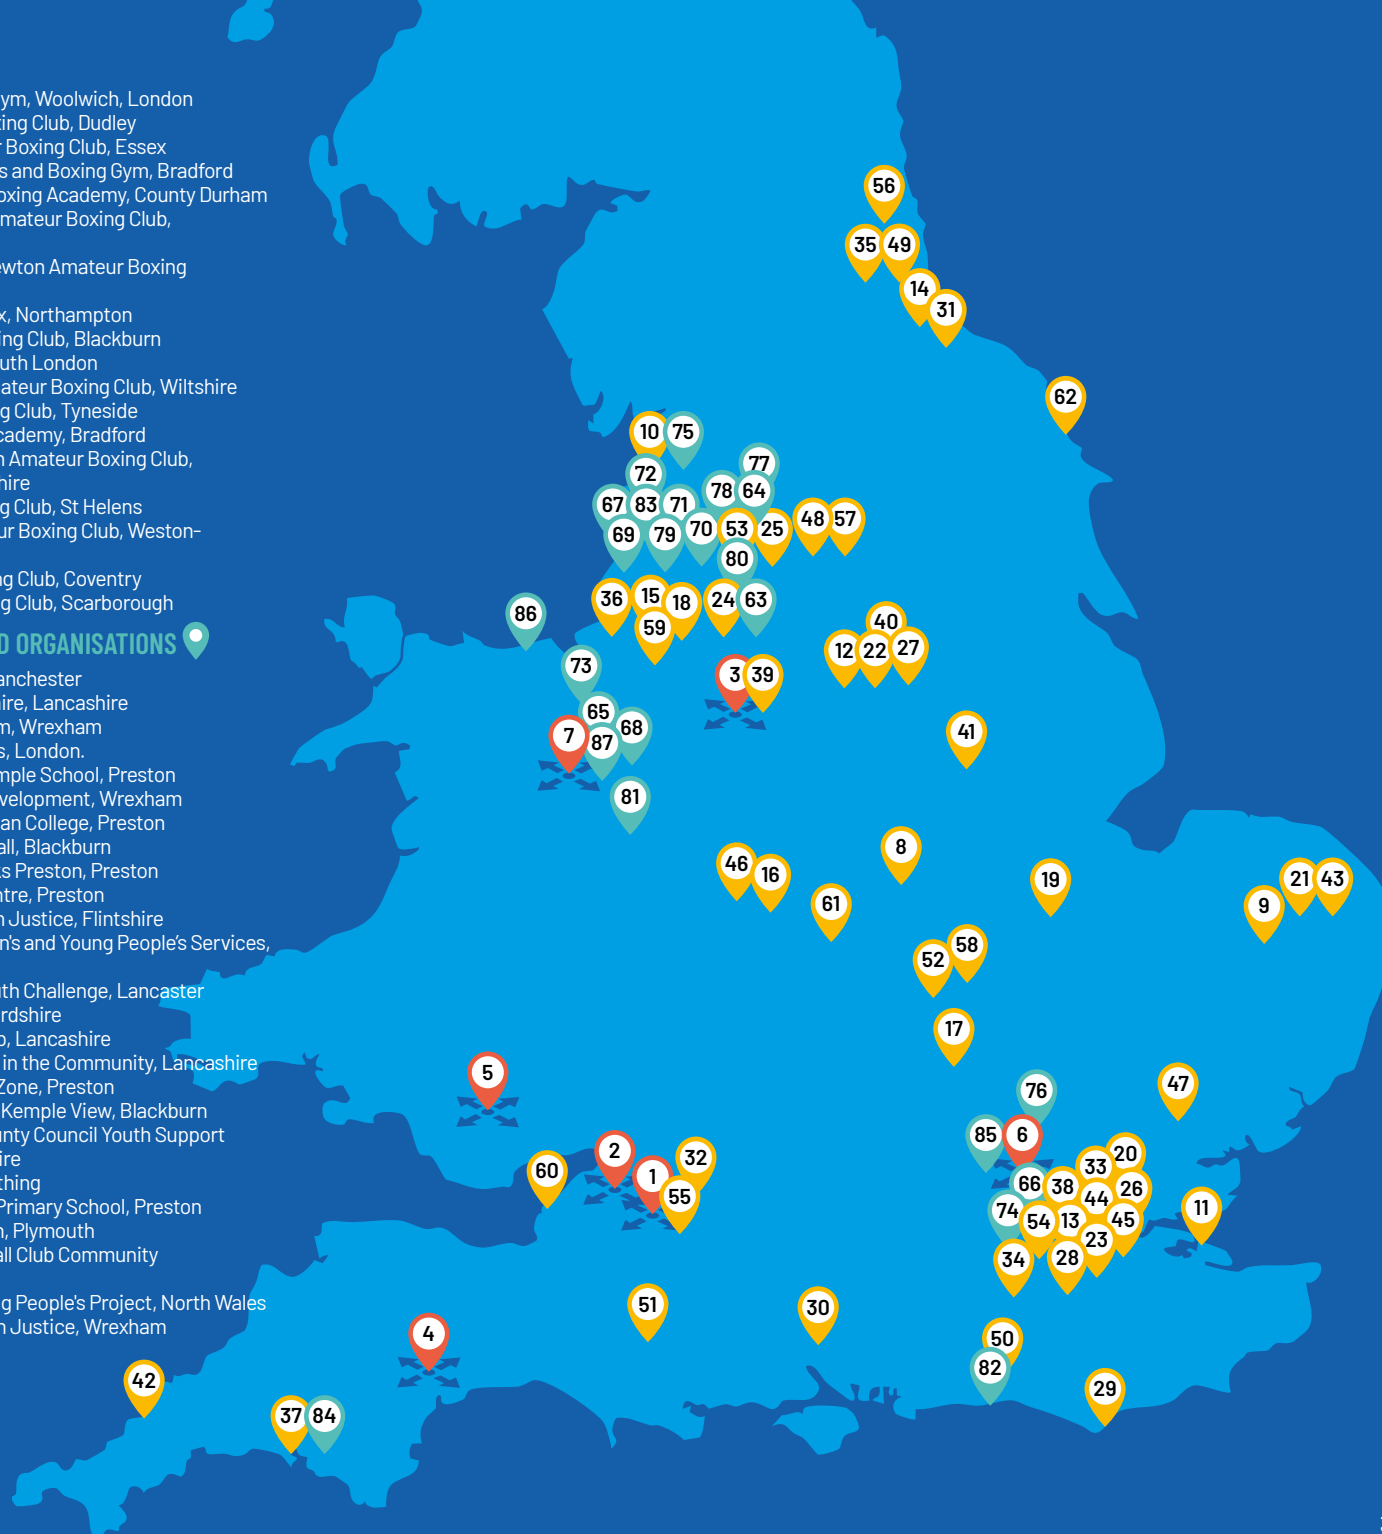 ym, Woolwich, London
ing Club, Dudley
r Boxing Club, Essex
s and Boxing Gym, Bradford
oxing Academy, County Durham
mateur Boxing Club,
ewton Amateur Boxing
x, Northampton
ing Club, Blackburn
uth London
ateur Boxing Club, Wiltshire
g Club, Tyneside
cademy, Bradford
n Amateur Boxing Club,
hire
g Club, St Helens
ur Boxing Club, Weston-
ng Club, Coventry
g Club, Scarborough
D ORGANISATIONS
anchester
ire, Lancashire
m, Wrexham
s, London.
mple School, Preston
velopment, Wrexham
an College, Preston
all, Blackburn
ks Preston, Preston
ntre, Preston
n Justice, Flintshire
n's and Young People's Services,
th Challenge, Lancaster
rdshire
o, Lancashire
in the Community, Lancashire
Zone, Preston
Kemple View, Blackburn
unty Council Youth Support
ire
thing
Primary School, Preston
n, Plymouth
all Club Community
g People's Project, North Wales
n Justice, Wrexham
56
35 49
14
31
62
10 75
72 77
67 83 71 78 64
69 79 70 53 25 48 57
80
36 15 18 24 63
59
86
40
12 22 27
73
3 39
65 68
7 87
41
81
46 16
8
19
61
21 43
9
52 58
17
5
76
47
85 6
60 2 1 32
55
33 20
66 38 44 26
74 54 13 45 11
23
34 28
51
30
4
50
82
29
42
37 84